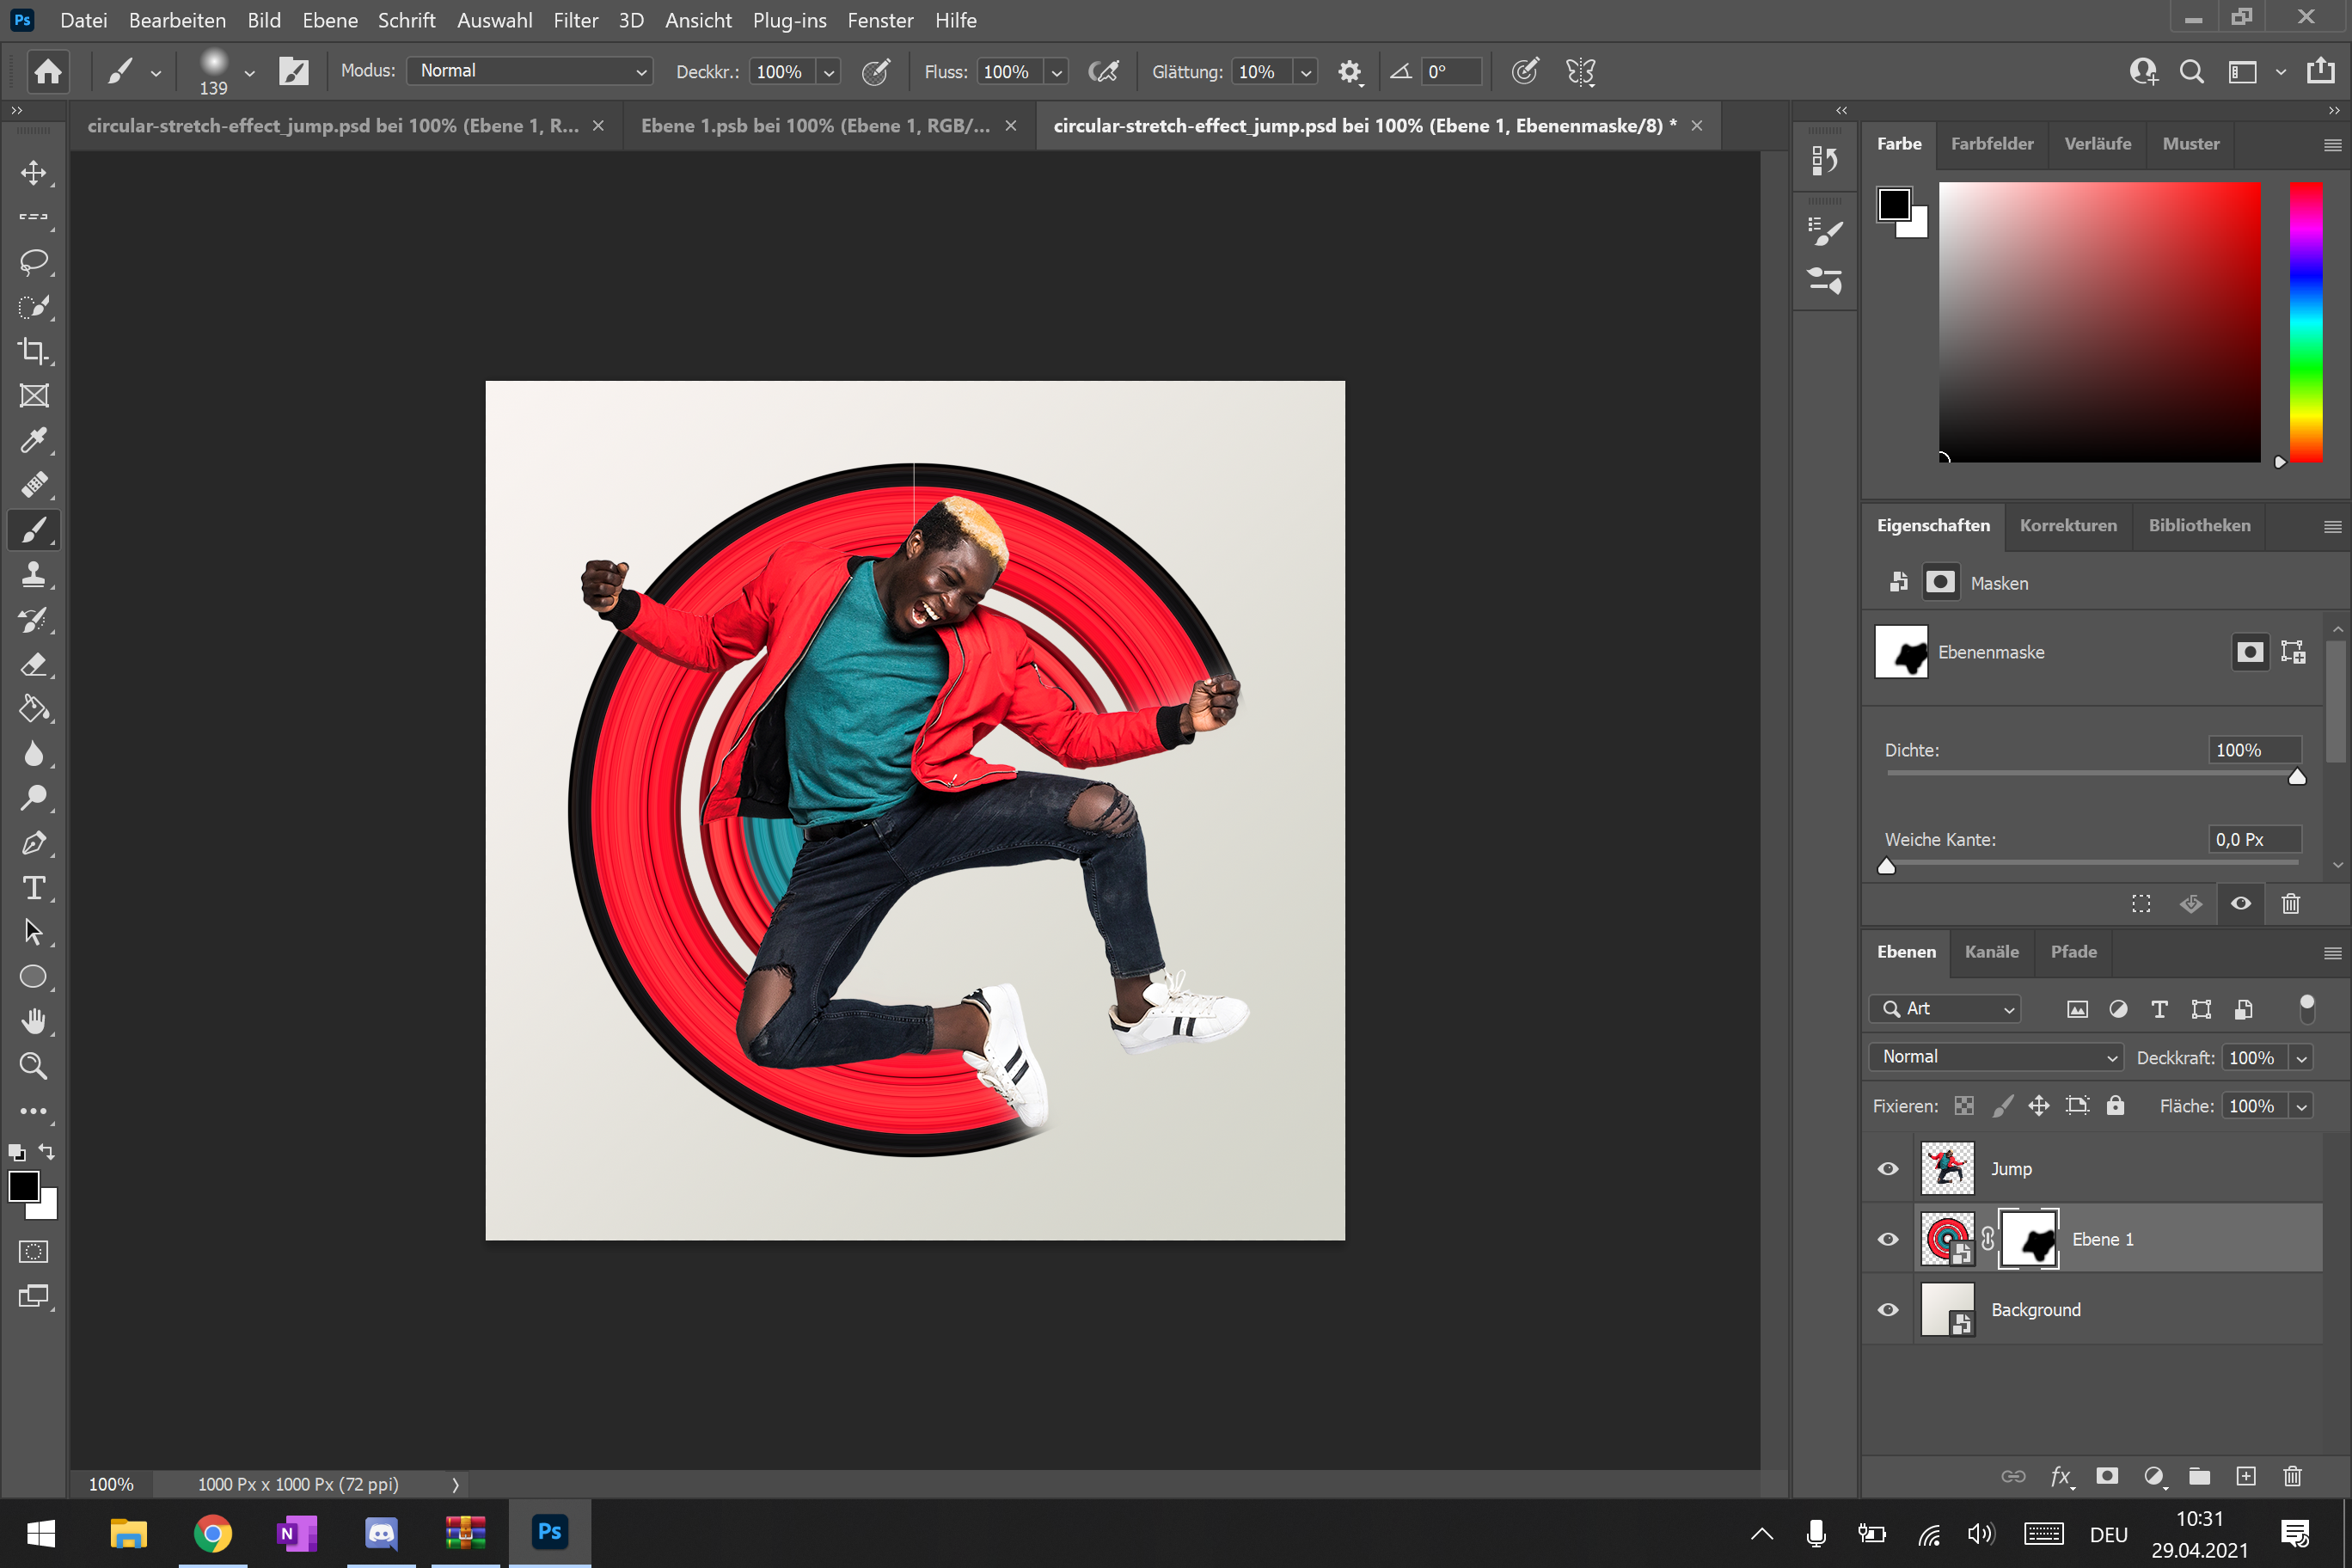 Ps Datei Bearbeiten Bild Ebene Schrift Auswahl Filter 3D Ansicht Plug-ins Fenster Hilfe
139 Modus: Normal Deckkr.: 100% Fluss: 100% Glättung: 10% 0°
circular-stretch-effect_jump.psd bei 100% (Ebene 1, R... × Ebene 1.psb bei 100% (Ebene 1, RGB/... × circular-stretch-effect_jump.psd bei 100% (Ebene 1, Ebenenmaske/8) * ×
Farbe Farbfelder Verläufe Muster
Eigenschaften Korrekturen Bibliotheken
Masken
Ebenenmaske
Dichte: 100%
Weiche Kante: 0,0 Px
Ebenen Kanäle Pfade
Art
Normal Deckkraft: 100%
Fixieren: Fläche: 100%
Jump
Ebene 1
Background
fx
100% 1000 Px x 1000 Px (72 ppi)
N Ps DEU 10:31
29.04.2021